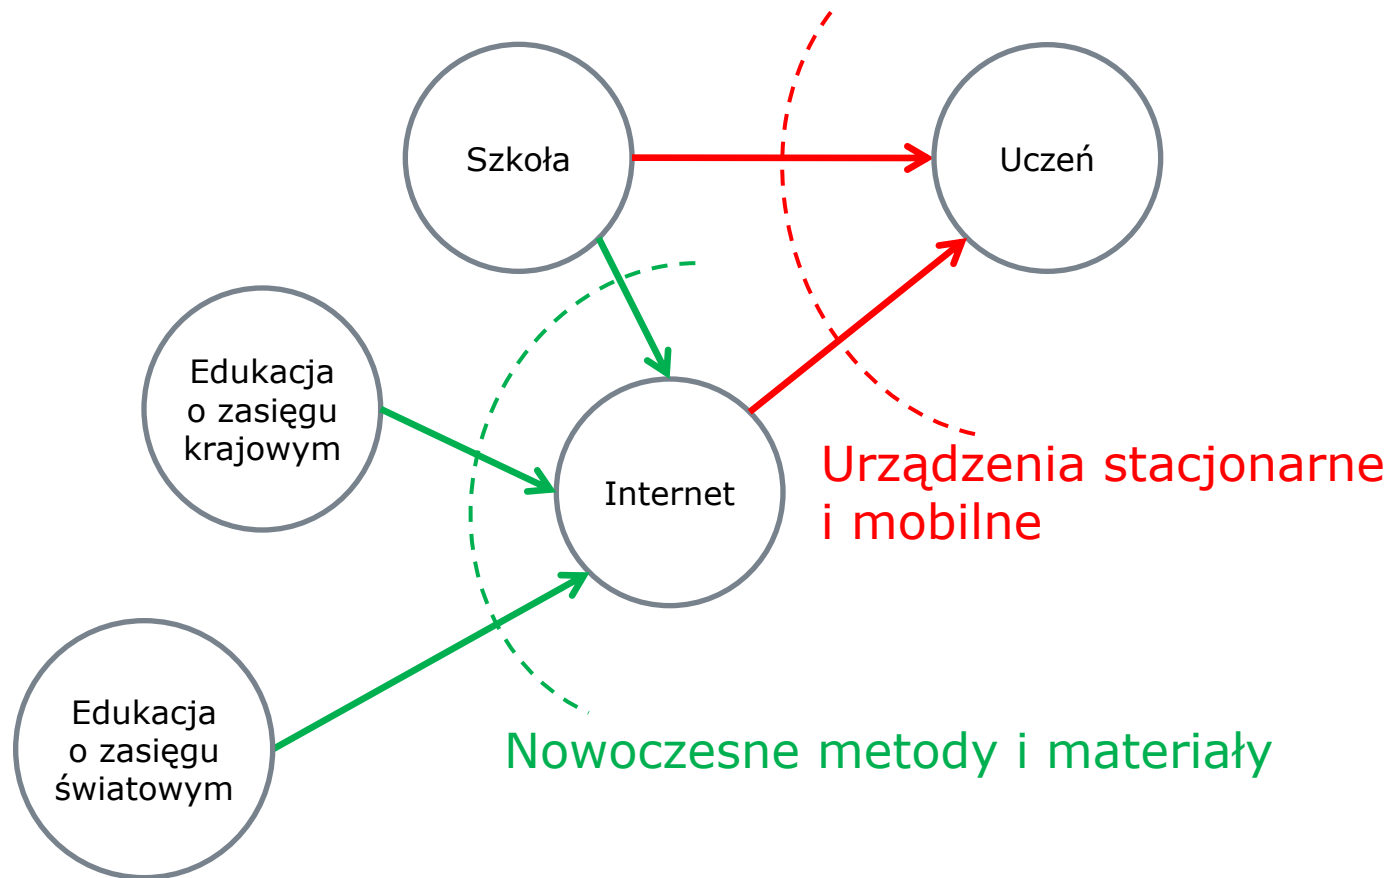 Szkoła
Uczeń
Edukacja
o zasięgu
krajowym
Internet
Urządzenia stacjonarne
i mobilne
Edukacja
o zasięgu
światowym
Nowoczesne metody i materiały